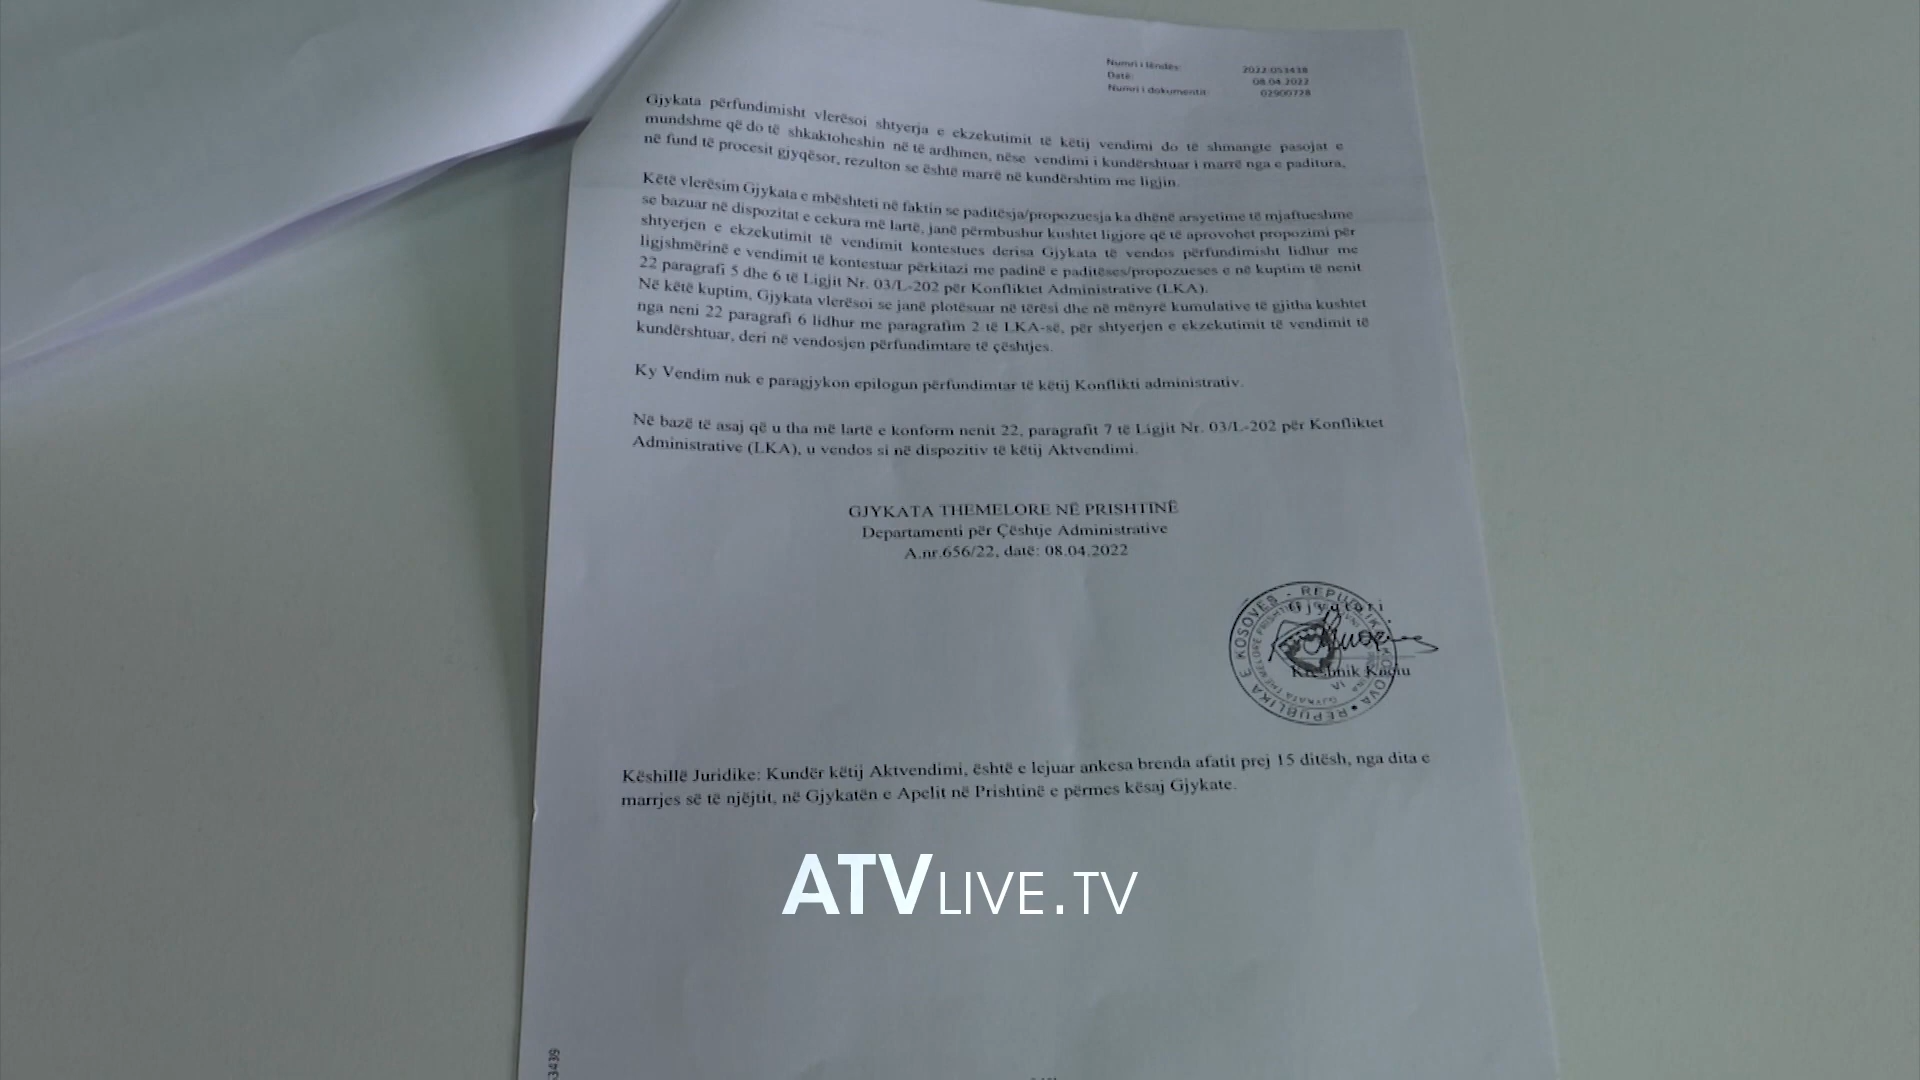 Numri i lëndës: 2022:053438
Datë: 08.04.2022
Numri i dokumentit: 02900728
Gjykata përfundimisht vlerësoi shtyerja e ekzekutimit të këtij vendimi do të shmangte pasojat e
mundshme që do të shkaktoheshin në të ardhmen, nëse vendimi i kundërshtuar i marrë nga e paditura,
në fund të procesit gjyqësor, rezulton se është marrë në kundërshtim me ligjin.
Këtë vlerësim Gjykata e mbështeti në faktin se paditësja/propozuesja ka dhënë arsyetime të mjaftueshme
se bazuar në dispozitat e cekura më lartë, janë përmbushur kushtet ligjore që të aprovohet propozimi për
shtyerjen e ekzekutimit të vendimit kontestues derisa Gjykata të vendos përfundimisht lidhur me
ligjshmërinë e vendimit të kontestuar përkitazi me padinë e paditëses/propozueses e në kuptim të nenit
22 paragrafi 5 dhe 6 të Ligjit Nr. 03/L-202 për Konfliktet Administrative (LKA).
Në këtë kuptim, Gjykata vlerësoi se janë plotësuar në tërësi dhe në mënyrë kumulative të gjitha kushtet
nga neni 22 paragrafi 6 lidhur me paragrafim 2 të LKA-së, për shtyerjen e ekzekutimit të vendimit të
kundërshtuar, deri në vendosjen përfundimtare të çështjes.
Ky Vendim nuk e paragjykon epilogun përfundimtar të këtij Konflikti administrativ.
Në bazë të asaj që u tha më lartë e konform nenit 22, paragrafit 7 të Ligjit Nr. 03/L-202 për Konfliktet
Administrative (LKA), u vendos si në dispozitiv të këtij Aktvendimi.
GJYKATA THEMELORE NË PRISHTINË
Departamenti për Çështje Administrative
A.nr.656/22, datë: 08.04.2022
Gjyqtari
REPUBLIKA E KOSOVËS - REPUBLIKA KOSOVA
Kreshnik Kaçiu
Këshillë Juridike: Kundër këtij Aktvendimi, është e lejuar ankesa brenda afatit prej 15 ditësh, nga dita e
marrjes së të njëjtit, në Gjykatën e Apelit në Prishtinë e përmes kësaj Gjykate.
ATVLIVE.TV